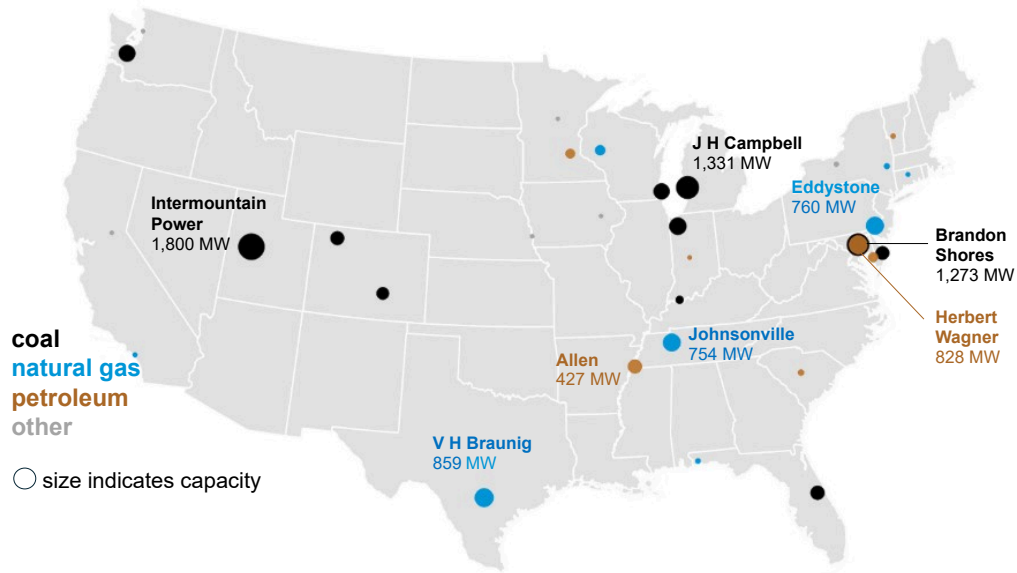 J H Campbell
1,331 MW
Eddystone
760 MW
Intermountain
Power
1,800 MW
Brandon
Shores
1,273 MW
Herbert
Wagner
828 MW
coal
natural gas
petroleum
other
Johnsonville
754 MW
Allen
427 MW
V H Braunig
859 MW
size indicates capacity